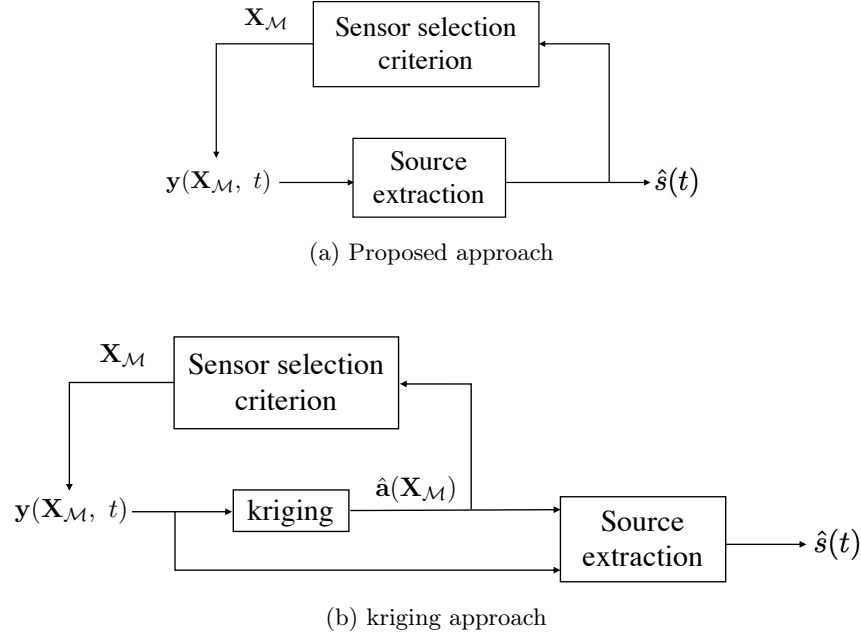 X_M
Sensor selection
criterion
y(X_M, t)
Source
extraction
ŝ(t)
(a) Proposed approach
X_M
Sensor selection
criterion
y(X_M, t)
kriging
â(X_M)
Source
extraction
ŝ(t)
(b) kriging approach